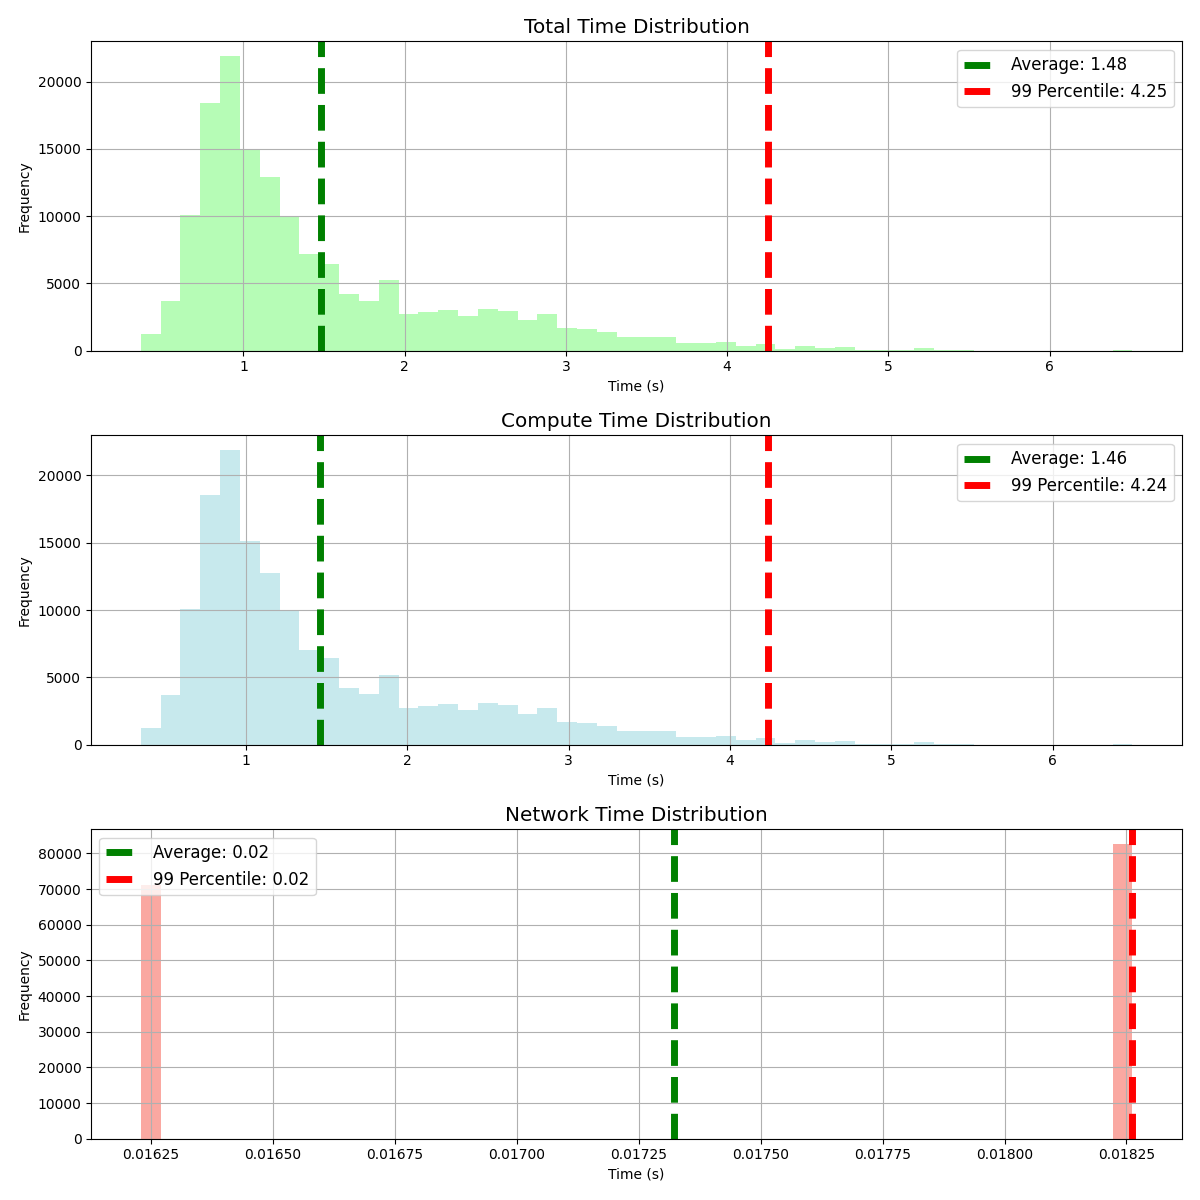 Total Time Distribution
Frequency
20000
15000
10000
5000
0
Average: 1.48
99 Percentile: 4.25
1 2 3 4 5 6
Time (s)
Compute Time Distribution
Frequency
20000
15000
10000
5000
0
Average: 1.46
99 Percentile: 4.24
1 2 3 4 5 6
Time (s)
Network Time Distribution
Frequency
80000
70000
60000
50000
40000
30000
20000
10000
0
Average: 0.02
99 Percentile: 0.02
0.01625 0.01650 0.01675 0.01700 0.01725 0.01750 0.01775 0.01800 0.01825
Time (s)